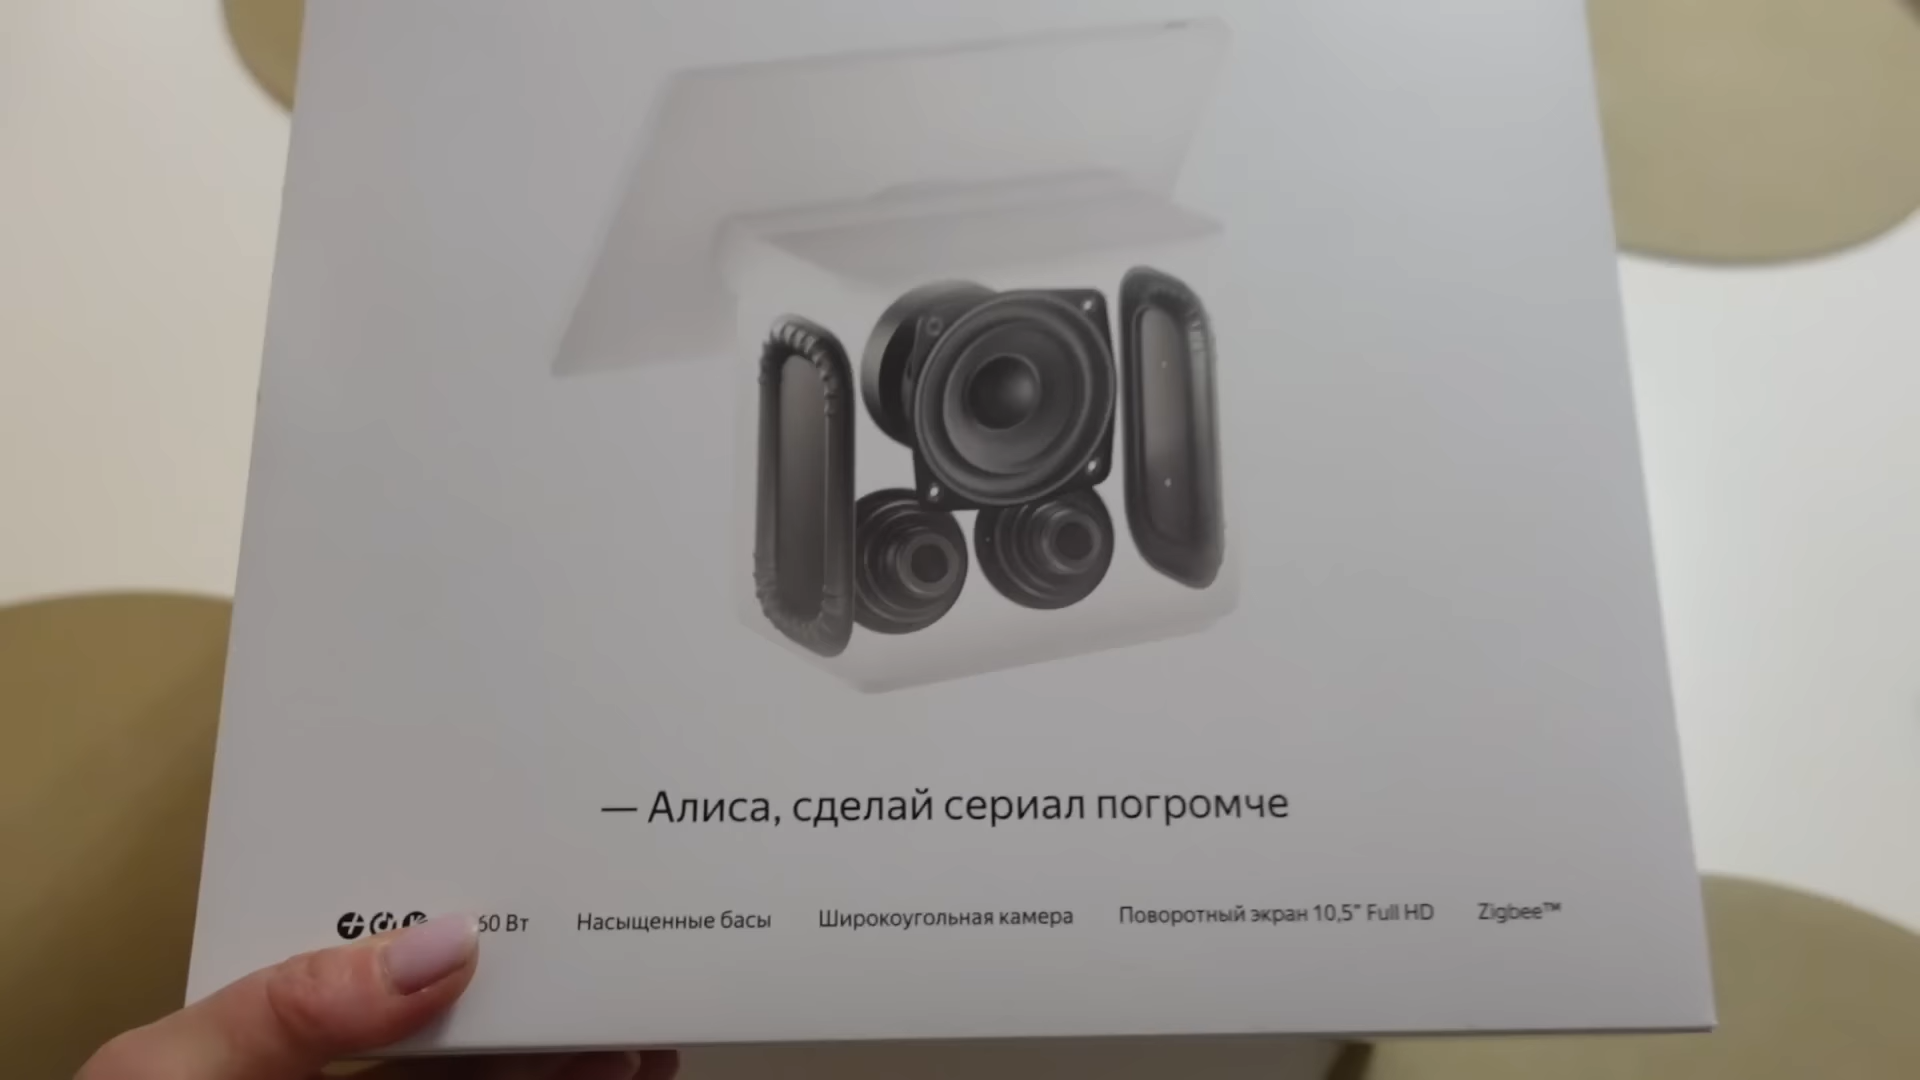 — Алиса, сделай сериал погромче
60 Вт Насыщенные басы Широкоугольная камера Поворотный экран 10,5" Full HD Zigbee™